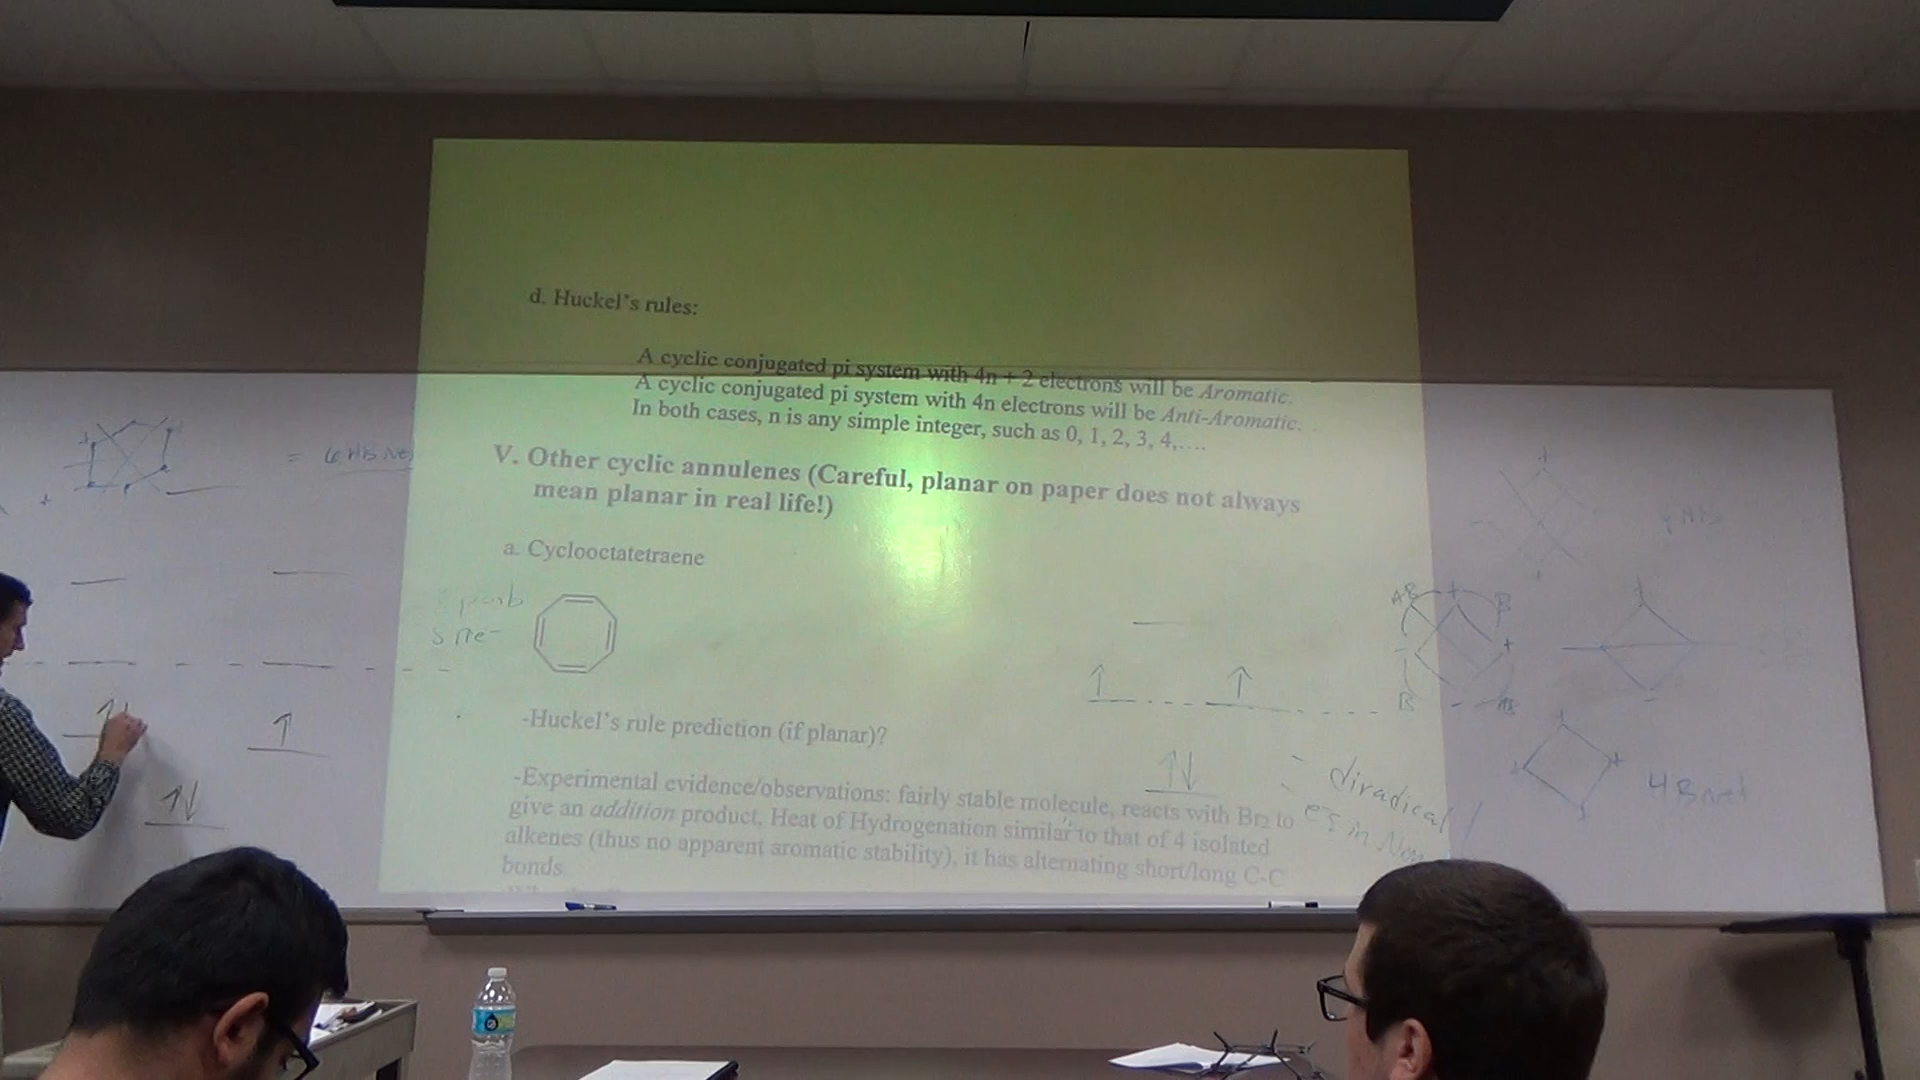 d. Huckel's rules:
A cyclic conjugated pi system with 4n + 2 electrons will be Aromatic.
A cyclic conjugated pi system with 4n electrons will be Anti-Aromatic.
In both cases, n is any simple integer, such as 0, 1, 2, 3, 4,....
V. Other cyclic annulenes (Careful, planar on paper does not always
mean planar in real life!)
a. Cyclooctatetraene
-Huckel's rule prediction (if planar)?
-Experimental evidence/observations: fairly stable molecule, reacts with Br2 to
give an addition product, Heat of Hydrogenation similar to that of 4 isolated
alkenes (thus no apparent aromatic stability), it has alternating short/long C-C
bonds
AB + B
- +
B AB
- diradical
- e's in
4 B net